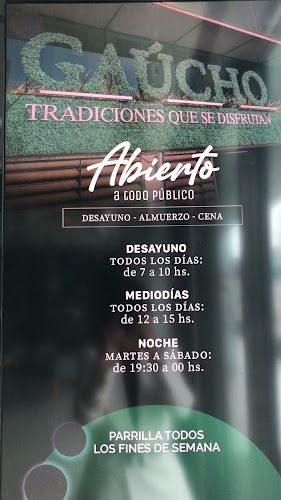 GAÚCHO
TRADICIONES QUE SE DISFRUTAN
Abierto
a todo público
DESAYUNO - ALMUERZO - CENA
DESAYUNO
TODOS LOS DÍAS:
de 7 a 10 hs.
MEDIODÍAS
TODOS LOS DÍAS:
de 12 a 15 hs.
NOCHE
MARTES A SÁBADO:
de 19:30 a 00 hs.
PARRILLA TODOS
LOS FINES DE SEMANA